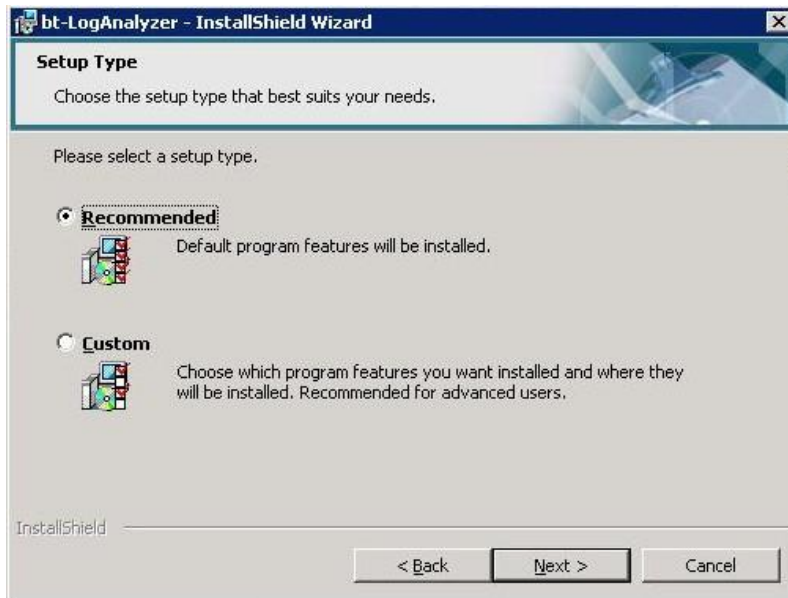 bt-LogAnalyzer - InstallShield Wizard
Setup Type
Choose the setup type that best suits your needs.
Please select a setup type.
Recommended
Default program features will be installed.
Custom
Choose which program features you want installed and where they
will be installed. Recommended for advanced users.
InstallShield
< Back Next > Cancel